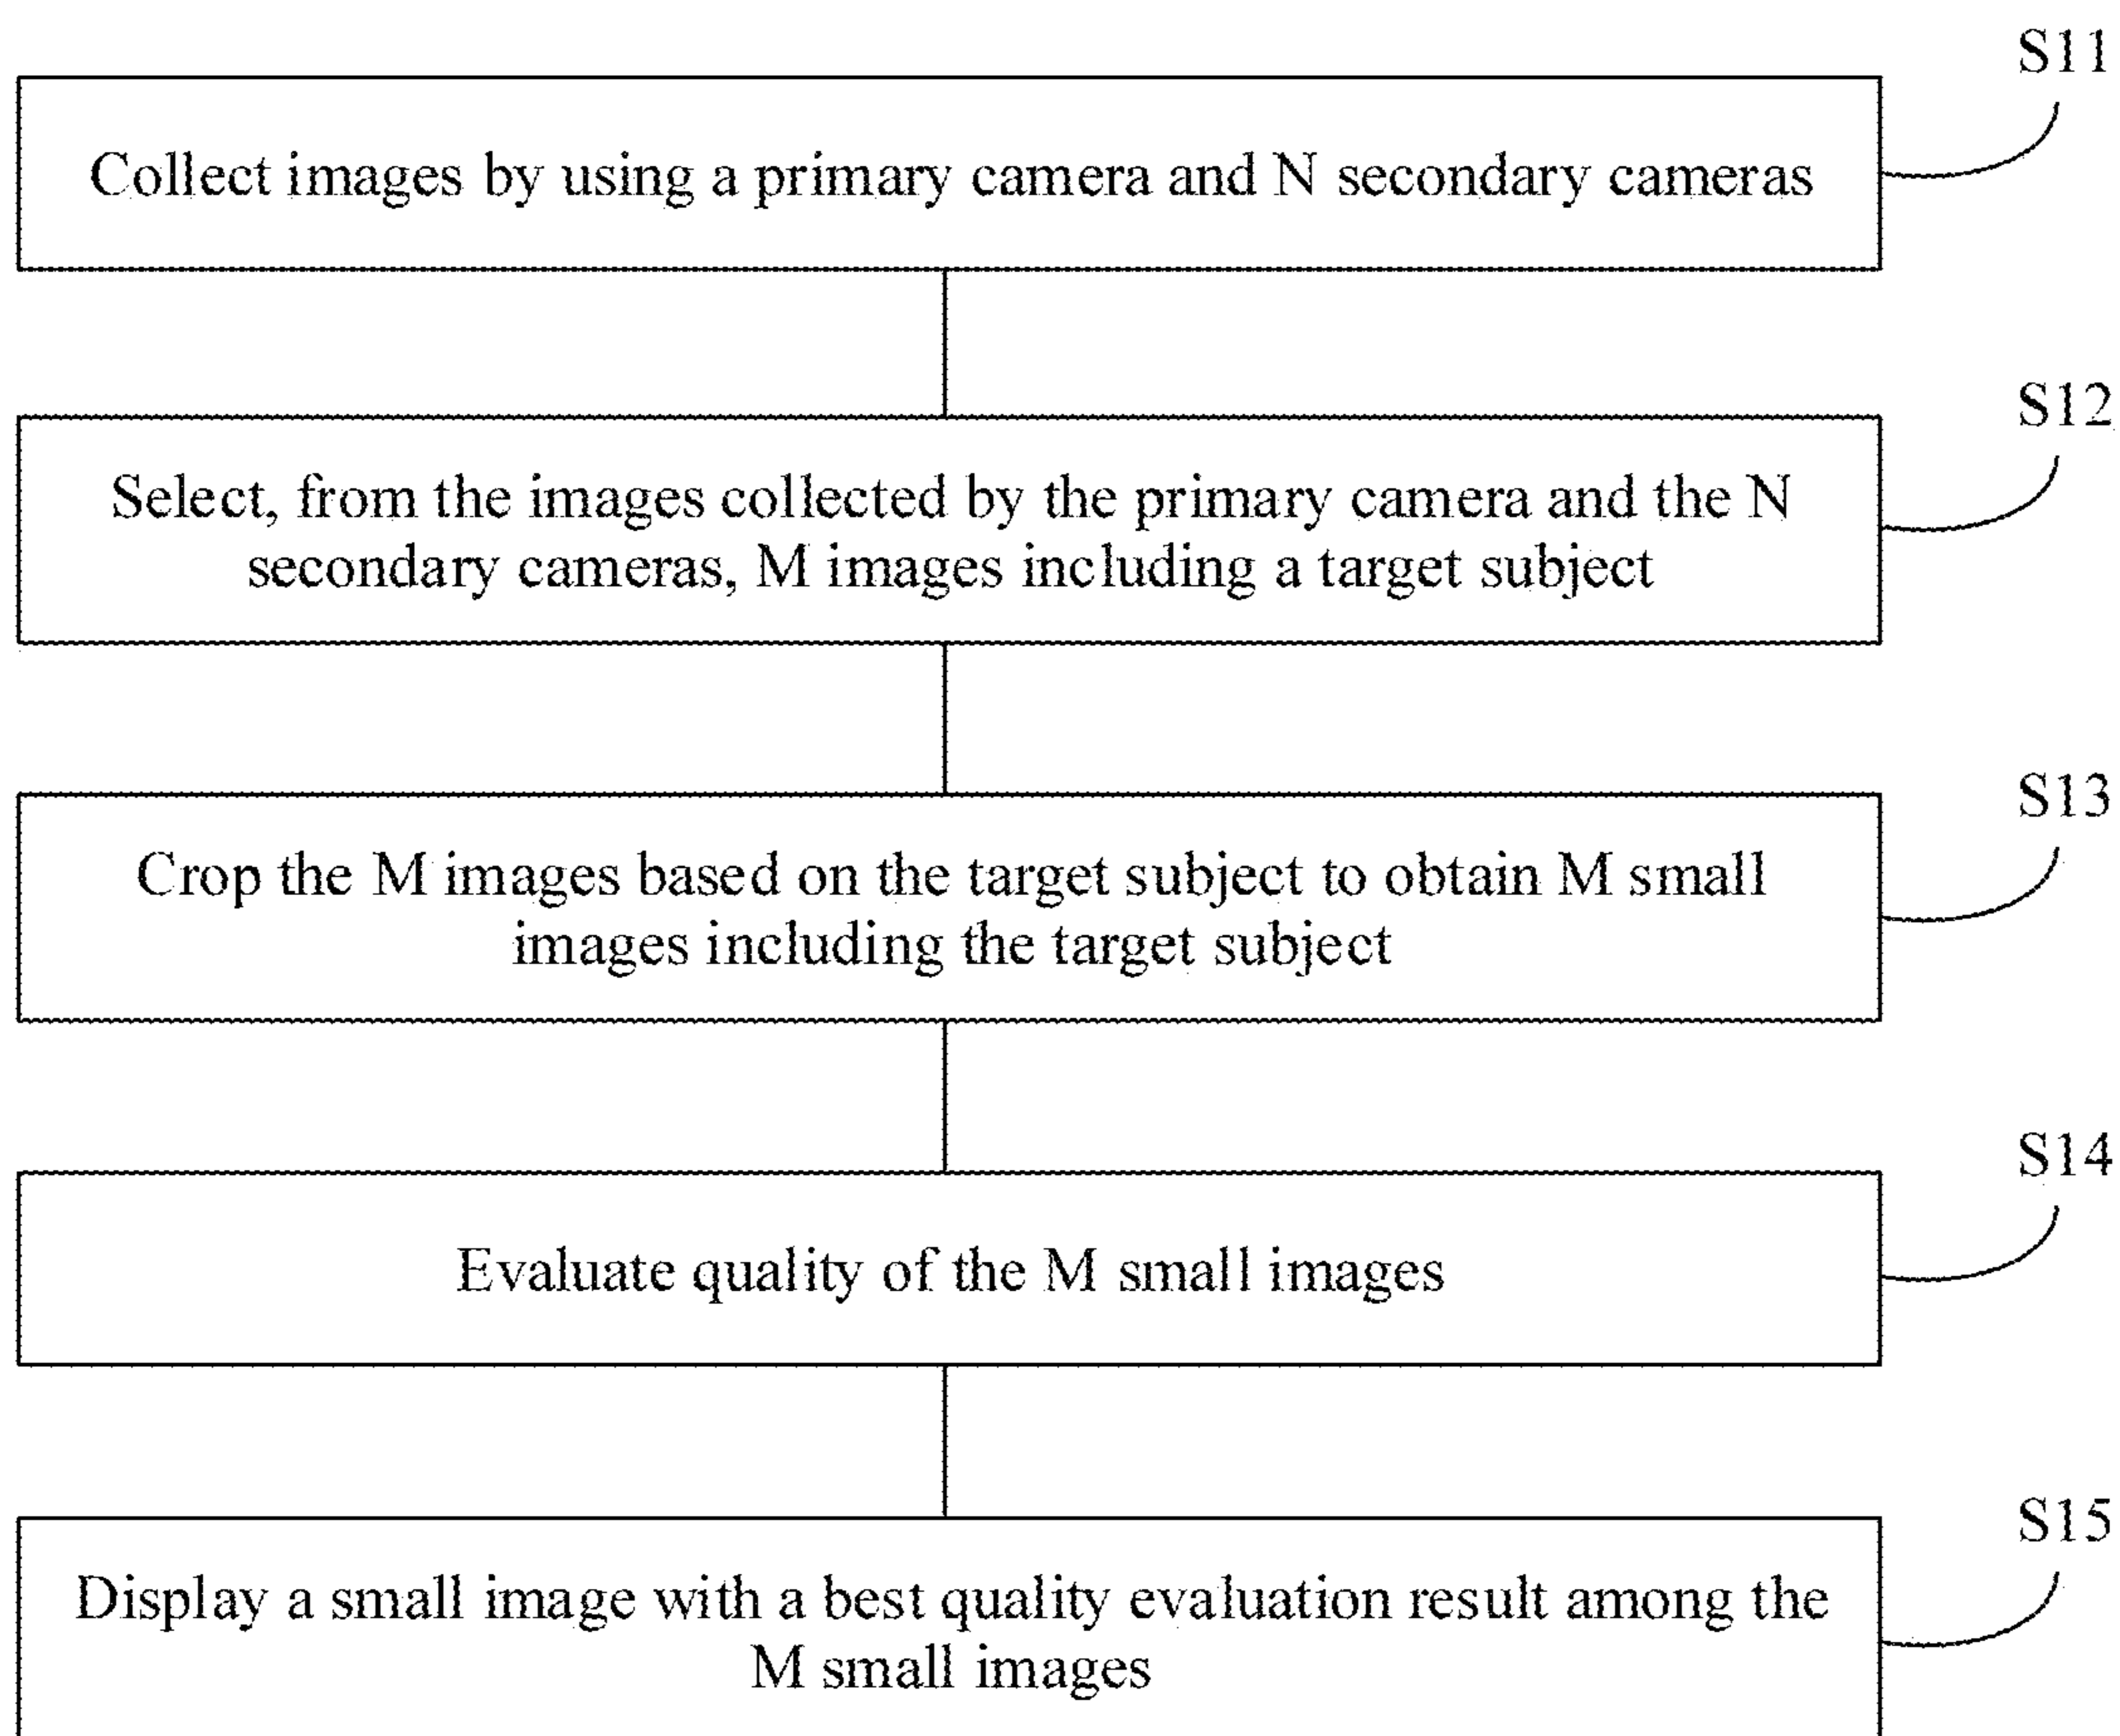 S11
Collect images by using a primary camera and N secondary cameras
S12
Select, from the images collected by the primary camera and the N
secondary cameras, M images including a target subject
S13
Crop the M images based on the target subject to obtain M small
images including the target subject
S14
Evaluate quality of the M small images
S15
Display a small image with a best quality evaluation result among the
M small images